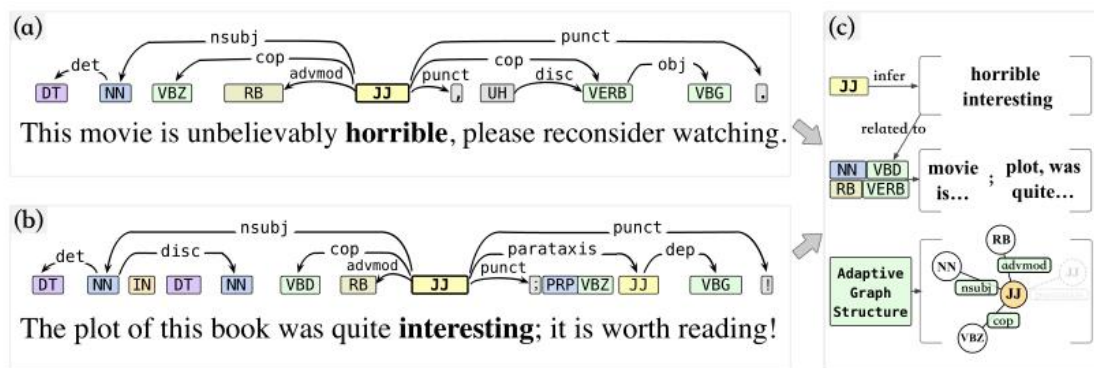 (a)
nsubj
punct
cop
cop
det
advmod
punct
disc
obj
DT NN VBZ RB JJ , UH VERB VBG .
This movie is unbelievably horrible, please reconsider watching.
(b)
nsubj
punct
det
disc
cop
parataxis
dep
advmod
punct
DT NN IN DT NN VBD RB JJ ; PRP VBZ JJ VBG !
The plot of this book was quite interesting; it is worth reading!
(c)
JJ
infer
horrible
interesting
related to
NN VBD
RB VERB
movie ; plot, was
is... quite...
Adaptive
Graph
Structure
RB
advmod
NN
nsubj
JJ
JJ
cop
VBZ